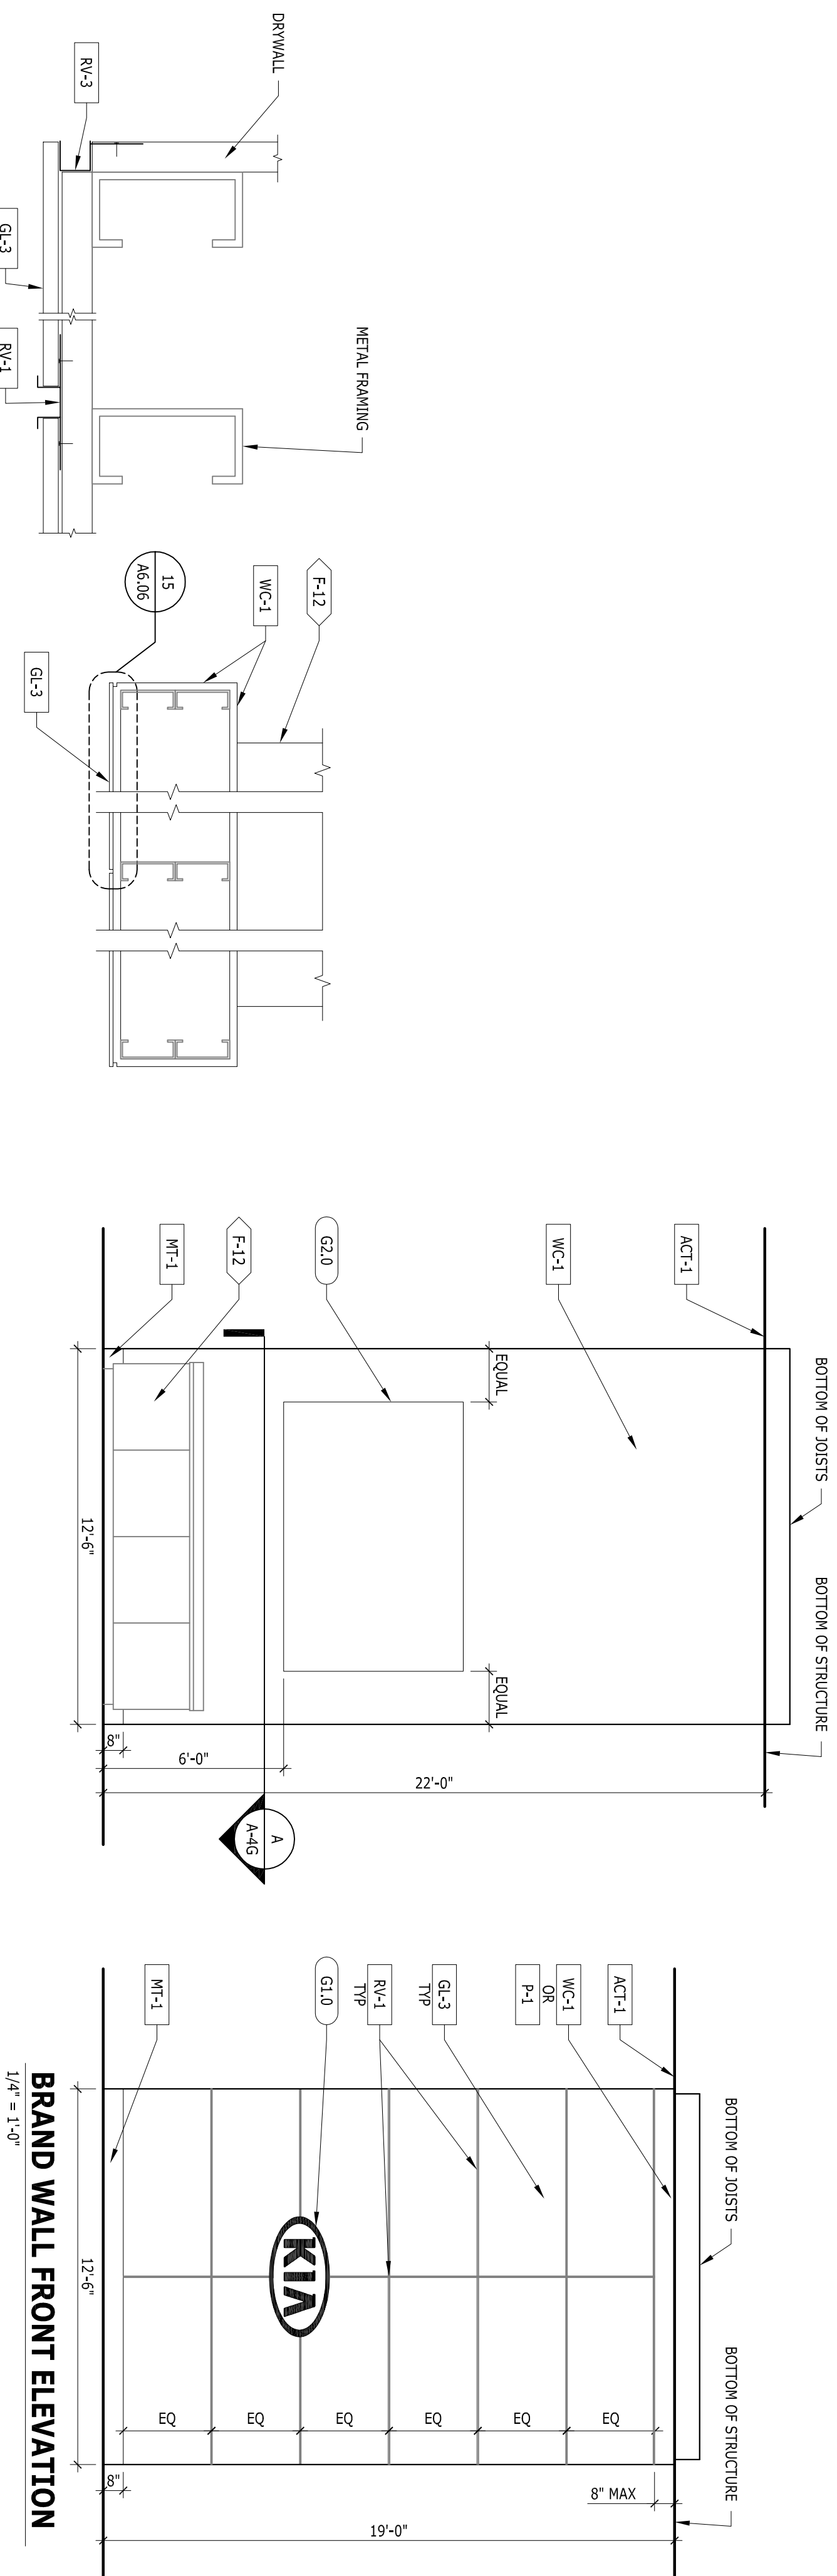 DRYWALL
RV-3
GL-3
RV-1
METAL FRAMING
F-12
WC-1
15
A6.06
GL-3
BOTTOM OF JOISTS
BOTTOM OF STRUCTURE
ACT-1
WC-1
G2.0
F-12
MT-1
EQUAL
EQUAL
12'-6"
8"
6'-0"
22'-0"
A
A-4G
BOTTOM OF JOISTS
BOTTOM OF STRUCTURE
ACT-1
WC-1
OR
P-1
GL-3
TYP
RV-1
TYP
G1.0
MT-1
KIA
EQ
EQ
EQ
EQ
EQ
EQ
12'-6"
8"
8" MAX
19'-0"
BRAND WALL FRONT ELEVATION
1/4" = 1'-0"